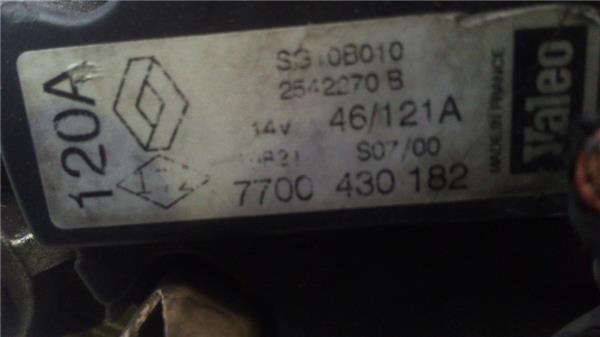 120A
SG10B010
2542270 B
14V 46/121A
S07/00
7700 430 182
Valeo
MADE IN FRANCE